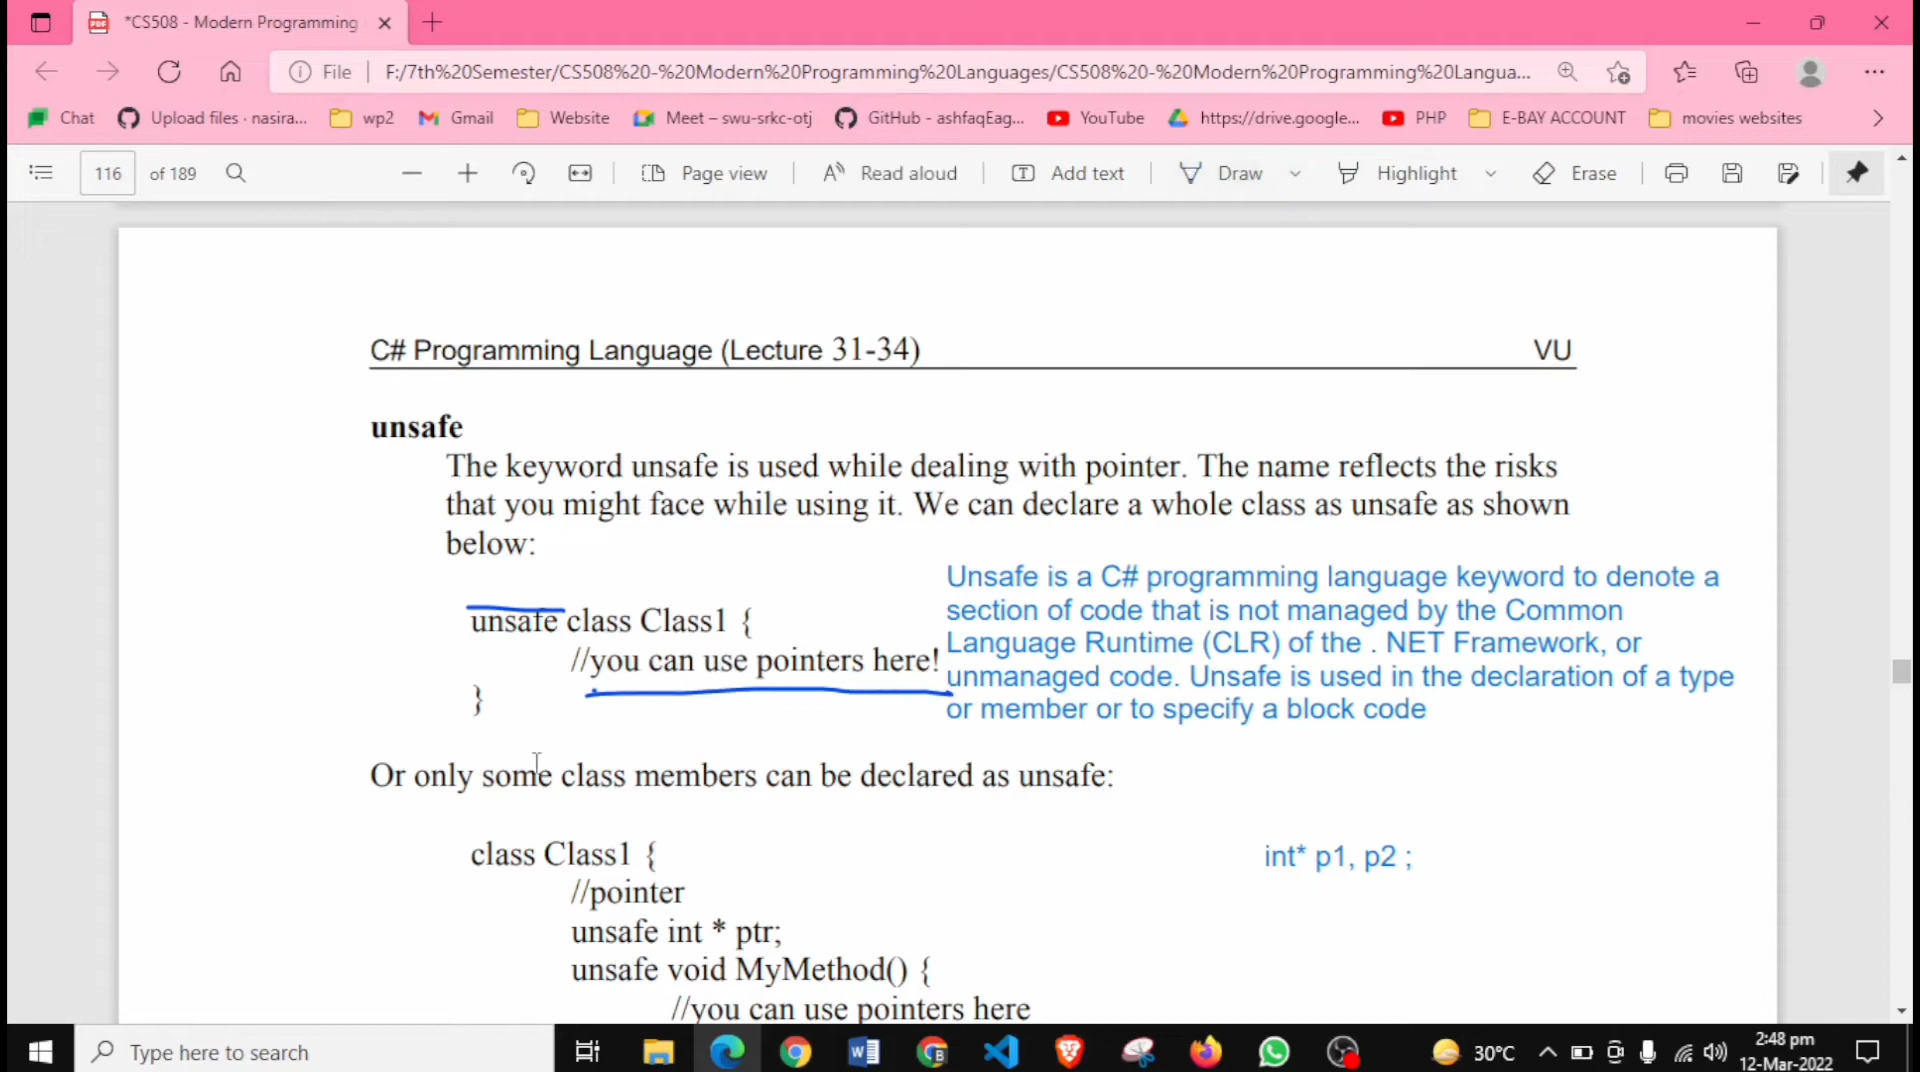 *CS508 - Modern Programming
File
F:/7th%20Semester/CS508%20-%20Modern%20Programming%20Languages/CS508%20-%20Modern%20Programming%20Langua...
Chat
Upload files · nasira...
wp2
Gmail
Website
Meet – swu-srkc-otj
GitHub - ashfaqEag...
YouTube
https://drive.google...
PHP
E-BAY ACCOUNT
movies websites
116 of 189
Page view
Read aloud
Add text
Draw
Highlight
Erase
C# Programming Language (Lecture 31-34) VU
unsafe
The keyword unsafe is used while dealing with pointer. The name reflects the risks
that you might face while using it. We can declare a whole class as unsafe as shown
below:
unsafe class Class1 {
//you can use pointers here!
}
Unsafe is a C# programming language keyword to denote a
section of code that is not managed by the Common
Language Runtime (CLR) of the . NET Framework, or
unmanaged code. Unsafe is used in the declaration of a type
or member or to specify a block code
Or only some class members can be declared as unsafe:
class Class1 {
int* p1, p2 ;
//pointer
unsafe int * ptr;
unsafe void MyMethod() {
//you can use pointers here
Type here to search
30°C
2:48 pm
12-Mar-2022